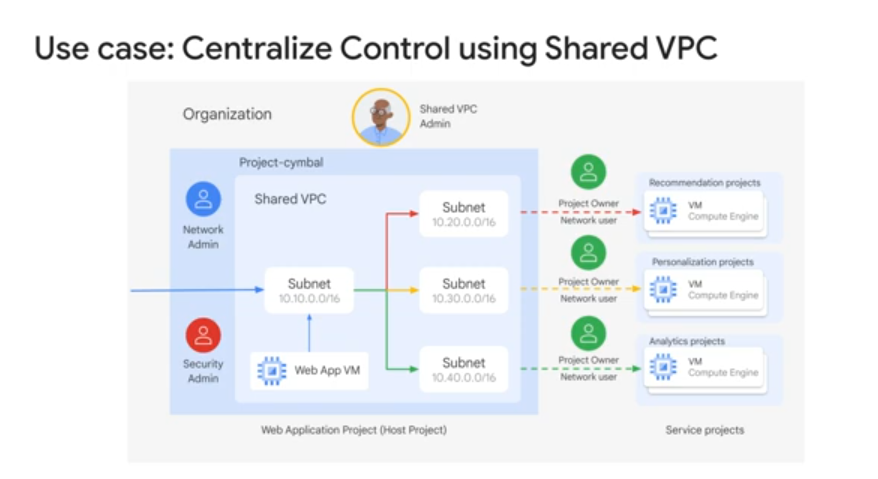 Use case: Centralize Control using Shared VPC
Organization
Shared VPC
Admin
Project-cymbal
Network
Admin
Shared VPC
Subnet
10.10.0.0/16
Security
Admin
Web App VM
Subnet
10.20.0.0/16
Subnet
10.30.0.0/16
Subnet
10.40.0.0/16
Project Owner
Network user
Project Owner
Network user
Project Owner
Network user
Recommendation projects
VM
Compute Engine
Personalization projects
VM
Compute Engine
Analytics projects
VM
Compute Engine
Web Application Project (Host Project)
Service projects